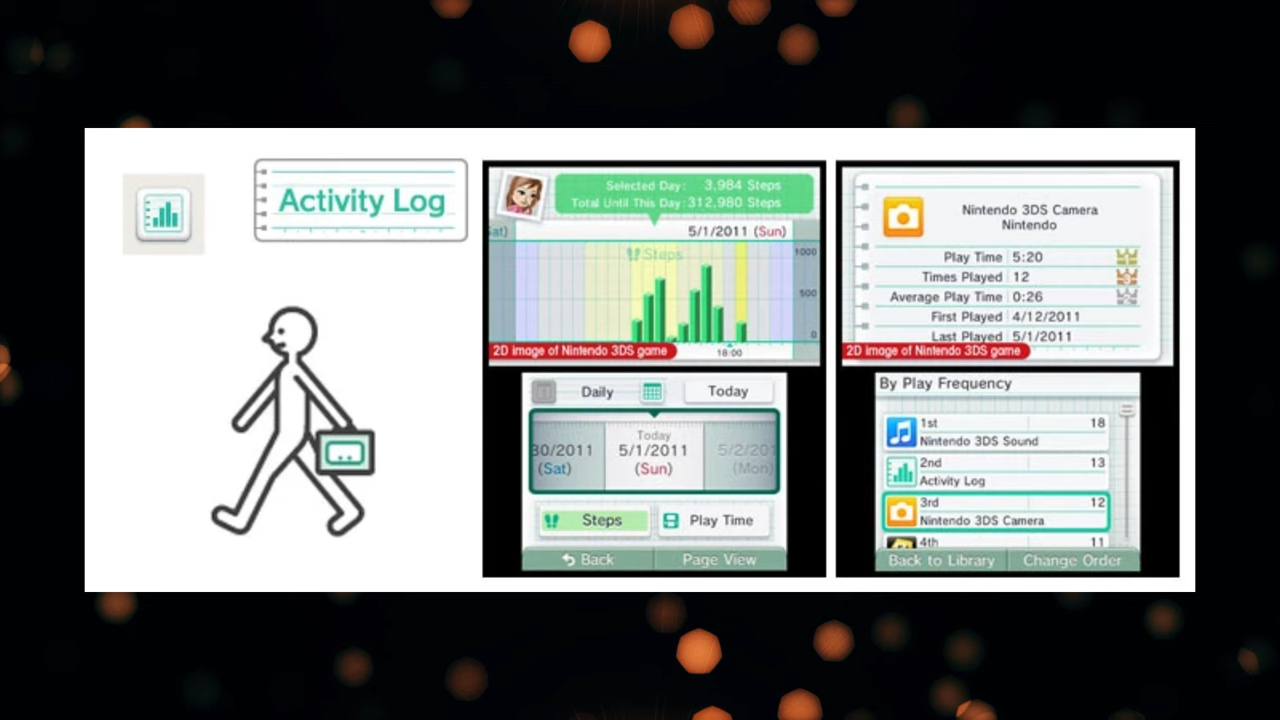 Activity Log
Selected Day: 3,984 Steps
Total Until This Day: 312,980 Steps
5/1/2011 (Sun)
Steps
1000
500
0
18:00
2D image of Nintendo 3DS game
Daily
Today
30/2011
(Sat)
Today
5/1/2011
(Sun)
5/2/201
(Mon)
Steps
Play Time
Back
Page View
Nintendo 3DS Camera
Nintendo
Play Time 5:20
Times Played 12
Average Play Time 0:26
First Played 4/12/2011
Last Played 5/1/2011
2D image of Nintendo 3DS game
By Play Frequency
1st 18
Nintendo 3DS Sound
2nd 13
Activity Log
3rd 12
Nintendo 3DS Camera
4th 11
Back to Library
Change Order